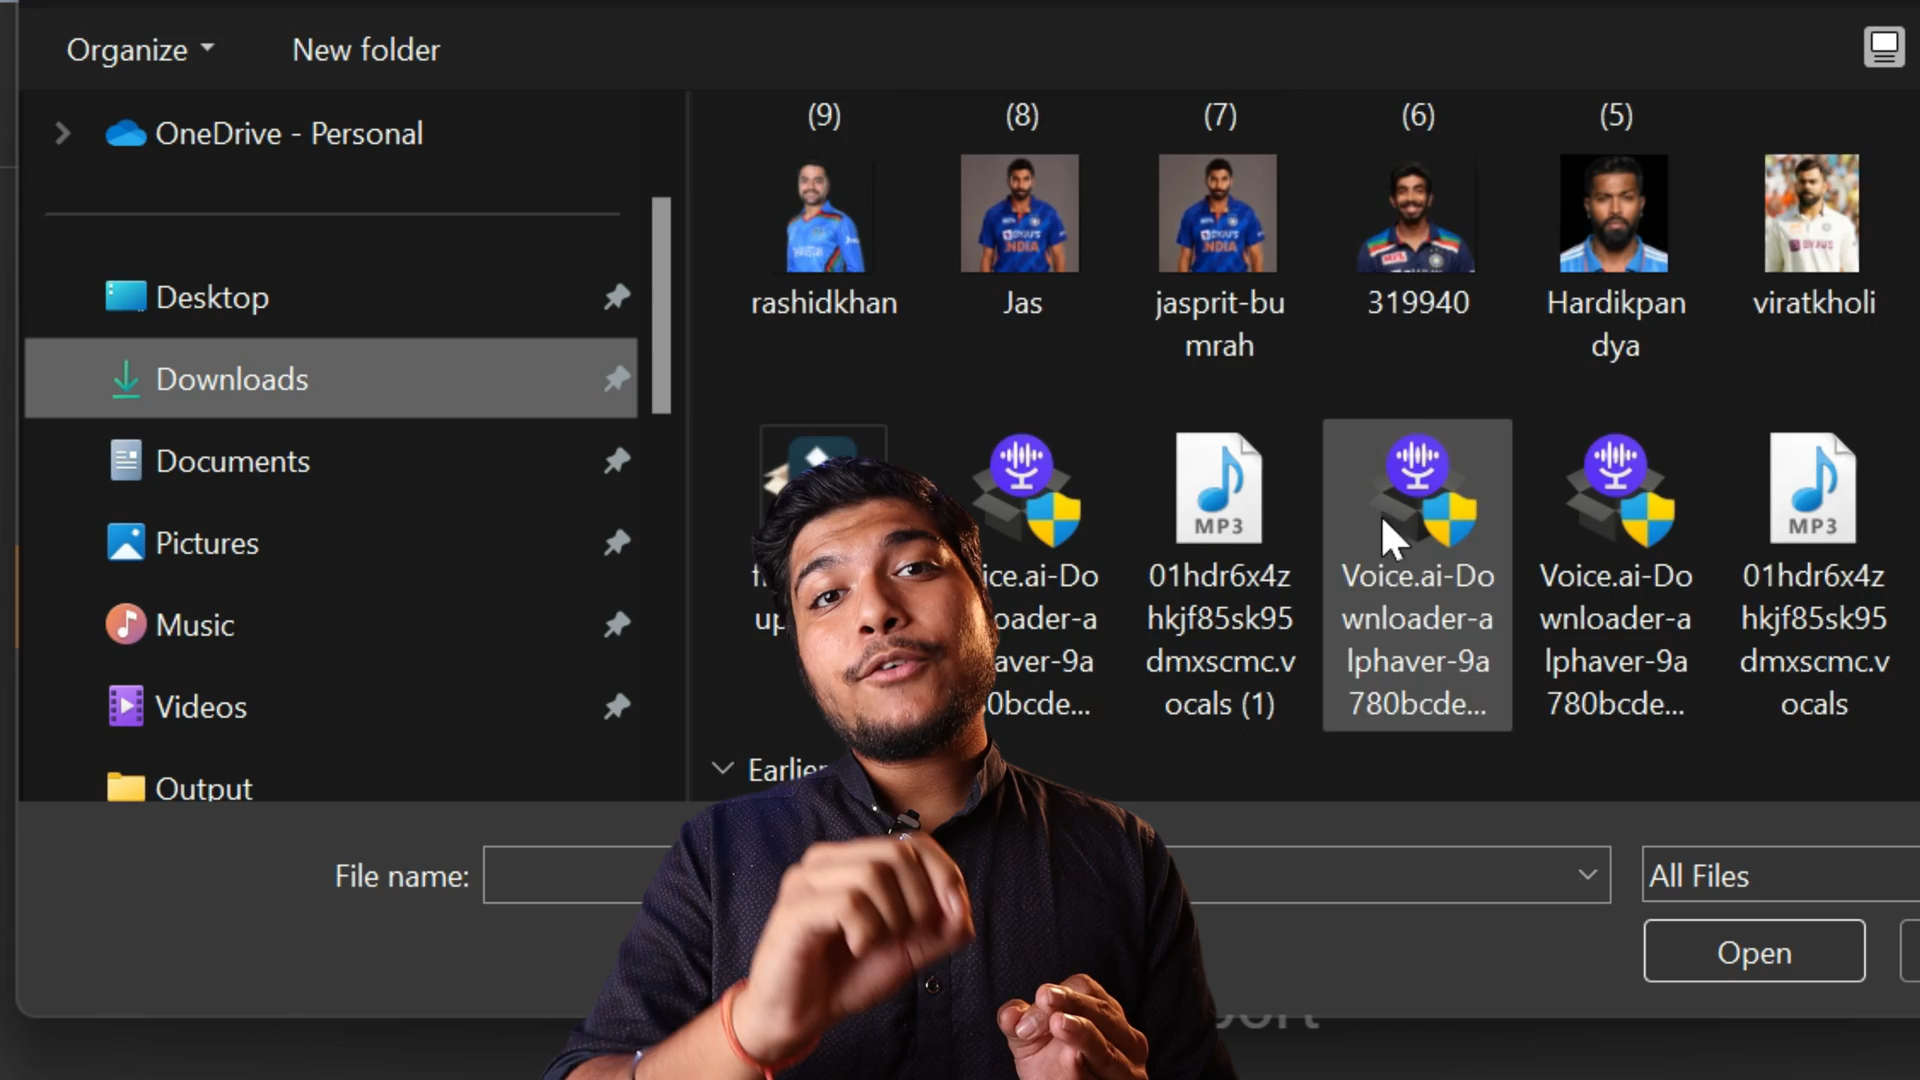 Organize
New folder
OneDrive - Personal
Desktop
Downloads
Documents
Pictures
Music
Videos
Output
(9)
(8)
(7)
(6)
(5)
rashidkhan
Jas
jasprit-bu
mrah
319940
Hardikpan
dya
viratkholi
INDIA
INDIA
MP3
MP3
ice.ai-Do
oader-a
aver-9a
0bcde...
01hdr6x4z
hkjf85sk95
dmxscmc.v
ocals (1)
Voice.ai-Do
wnloader-a
lphaver-9a
780bcde...
Voice.ai-Do
wnloader-a
lphaver-9a
780bcde...
01hdr6x4z
hkjf85sk95
dmxscmc.v
ocals
Earlier
File name:
All Files
Open